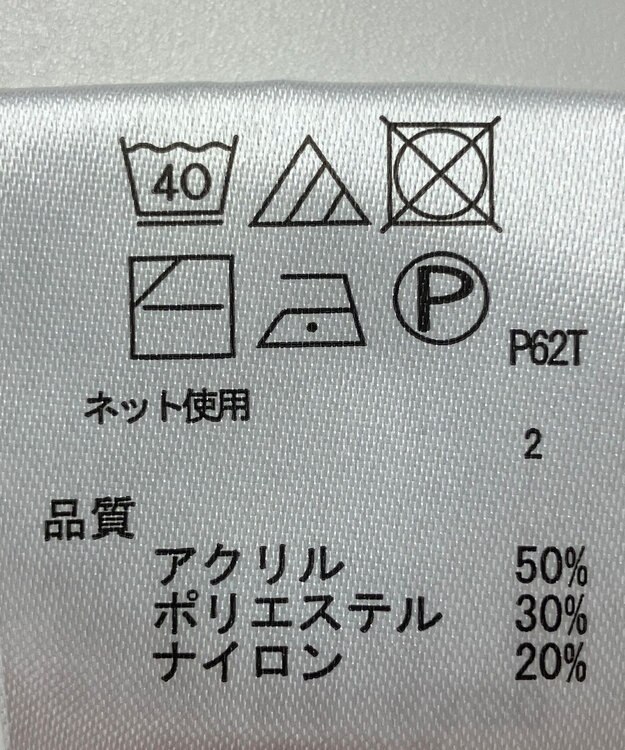 40
P
P62T
ネット使用
2
品質
アクリル 50%
ポリエステル 30%
ナイロン 20%